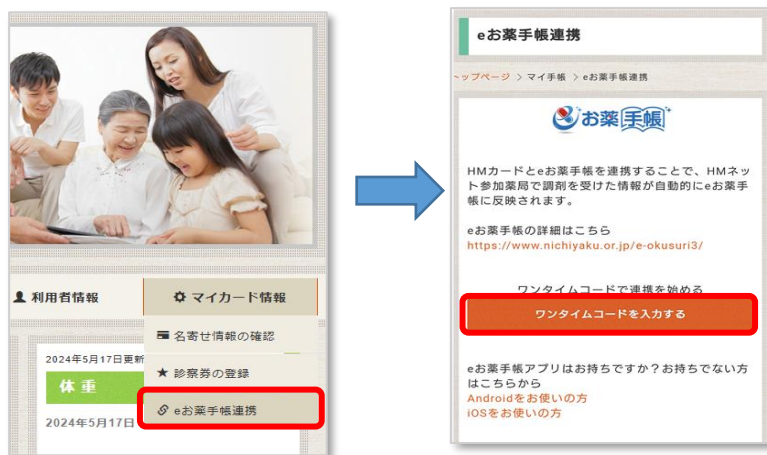 利用者情報
マイカード情報
名寄せ情報の確認
2024年5月17日更新
診察券の登録
体重
eお薬手帳連携
2024年5月17日
eお薬手帳連携
ップページ > マイ手帳 > eお薬手帳連携
お薬手帳
HMカードとeお薬手帳を連携することで、HMネッ
ト参加薬局で調剤を受けた情報が自動的にeお薬手
帳に反映されます。
eお薬手帳の詳細はこちら
https://www.nichiyaku.or.jp/e-okusuri3/
ワンタイムコードで連携を始める
ワンタイムコードを入力する
eお薬手帳アプリはお持ちですか？お持ちでない方
はこちらから
Androidをお使いの方
iOSをお使いの方